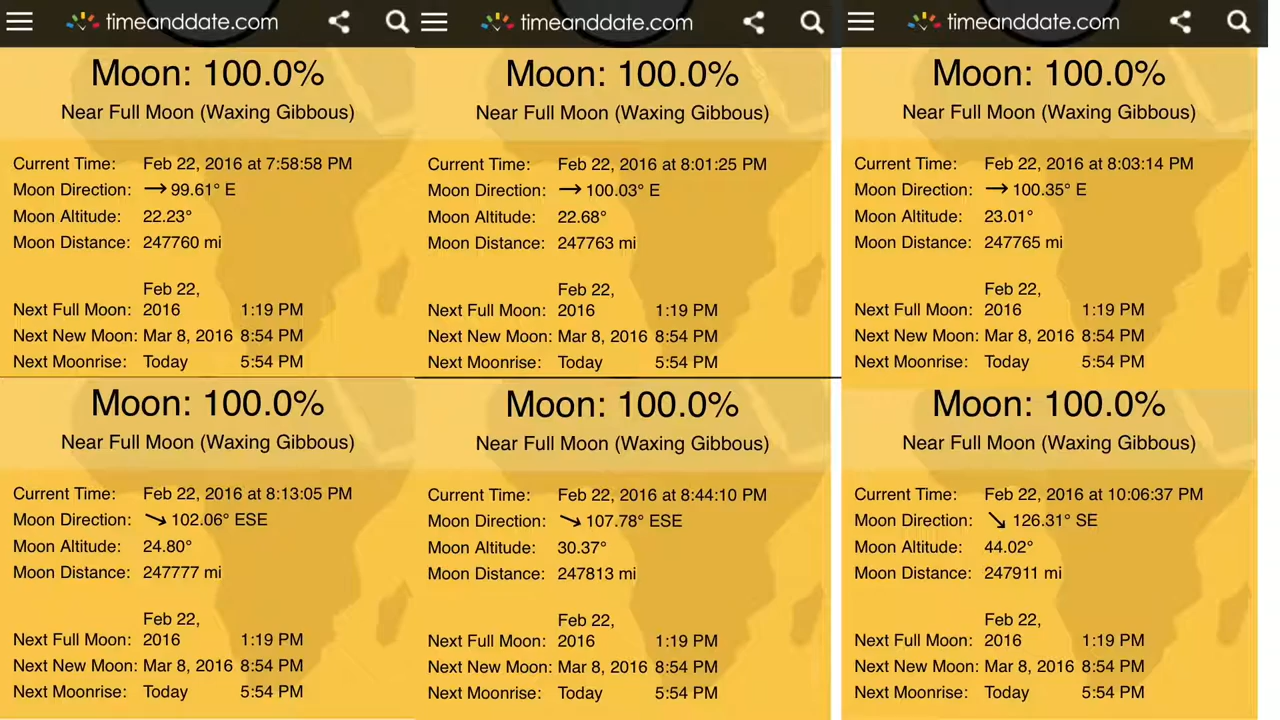 timeanddate.com
timeanddate.com
timeanddate.com
Moon: 100.0%
Near Full Moon (Waxing Gibbous)
Current Time: Feb 22, 2016 at 7:58:58 PM
Moon Direction: → 99.61° E
Moon Altitude: 22.23°
Moon Distance: 247760 mi
Feb 22,
Next Full Moon: 2016 1:19 PM
Next New Moon: Mar 8, 2016 8:54 PM
Next Moonrise: Today 5:54 PM
Moon: 100.0%
Near Full Moon (Waxing Gibbous)
Current Time: Feb 22, 2016 at 8:01:25 PM
Moon Direction: → 100.03° E
Moon Altitude: 22.68°
Moon Distance: 247763 mi
Feb 22,
Next Full Moon: 2016 1:19 PM
Next New Moon: Mar 8, 2016 8:54 PM
Next Moonrise: Today 5:54 PM
Moon: 100.0%
Near Full Moon (Waxing Gibbous)
Current Time: Feb 22, 2016 at 8:03:14 PM
Moon Direction: → 100.35° E
Moon Altitude: 23.01°
Moon Distance: 247765 mi
Feb 22,
Next Full Moon: 2016 1:19 PM
Next New Moon: Mar 8, 2016 8:54 PM
Next Moonrise: Today 5:54 PM
Moon: 100.0%
Near Full Moon (Waxing Gibbous)
Current Time: Feb 22, 2016 at 8:13:05 PM
Moon Direction: ↘ 102.06° ESE
Moon Altitude: 24.80°
Moon Distance: 247777 mi
Feb 22,
Next Full Moon: 2016 1:19 PM
Next New Moon: Mar 8, 2016 8:54 PM
Next Moonrise: Today 5:54 PM
Moon: 100.0%
Near Full Moon (Waxing Gibbous)
Current Time: Feb 22, 2016 at 8:44:10 PM
Moon Direction: ↘ 107.78° ESE
Moon Altitude: 30.37°
Moon Distance: 247813 mi
Feb 22,
Next Full Moon: 2016 1:19 PM
Next New Moon: Mar 8, 2016 8:54 PM
Next Moonrise: Today 5:54 PM
Moon: 100.0%
Near Full Moon (Waxing Gibbous)
Current Time: Feb 22, 2016 at 10:06:37 PM
Moon Direction: ↘ 126.31° SE
Moon Altitude: 44.02°
Moon Distance: 247911 mi
Feb 22,
Next Full Moon: 2016 1:19 PM
Next New Moon: Mar 8, 2016 8:54 PM
Next Moonrise: Today 5:54 PM